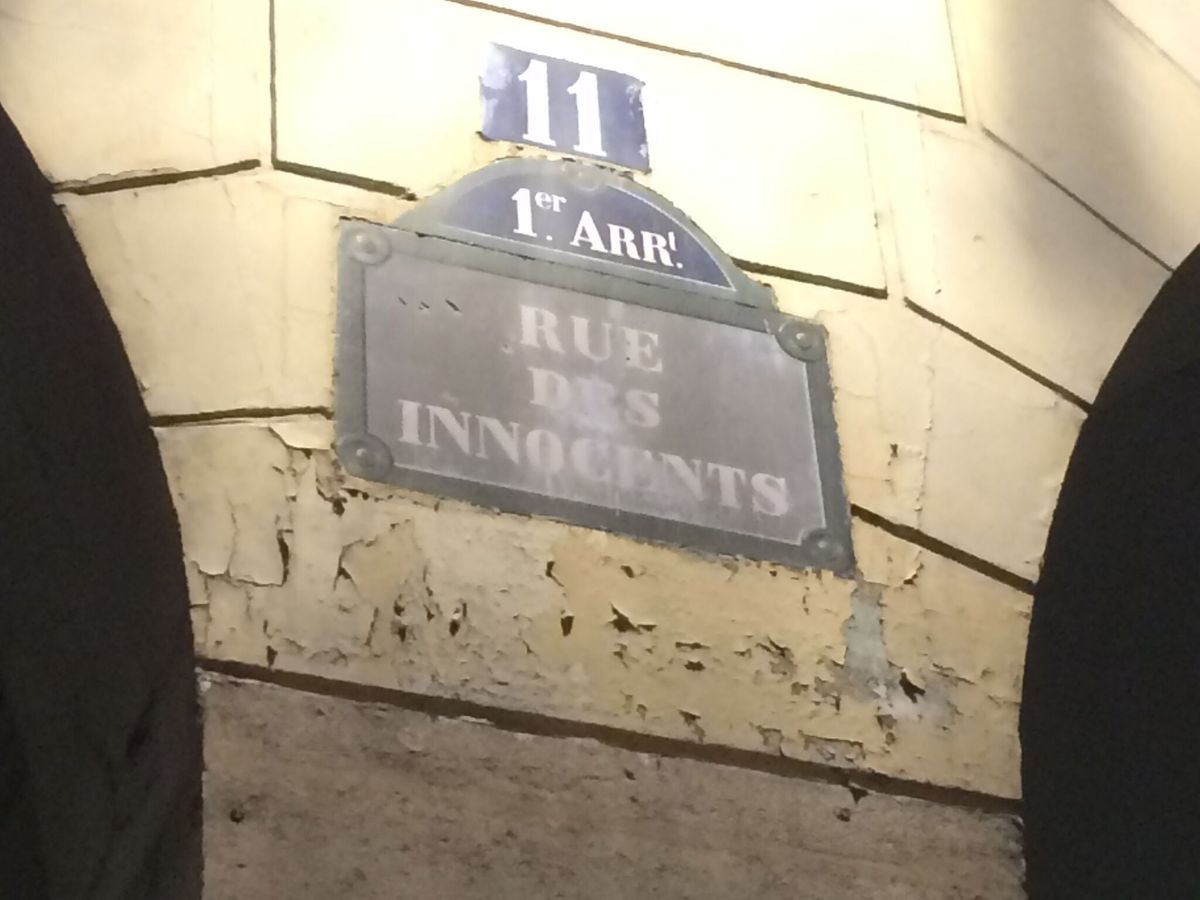 11
1er. ARRt.
RUE
DES
INNOCENTS